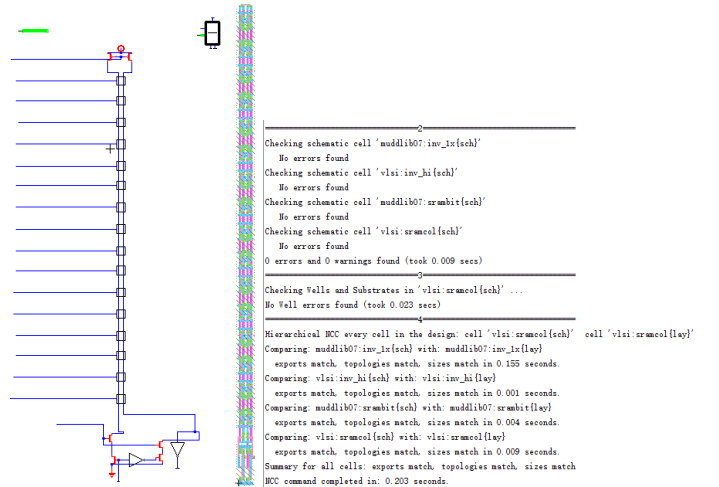 2
Checking schematic cell 'muddlib07:inv_1x{sch}'
No errors found
Checking schematic cell 'vlsi:inv_hi{sch}'
No errors found
Checking schematic cell 'muddlib07:srambit{sch}'
No errors found
Checking schematic cell 'vlsi:sramcol{sch}'
No errors found
0 errors and 0 warnings found (took 0.009 secs)
3
Checking Wells and Substrates in 'vlsi:sramcol{sch}' ...
No Well errors found (took 0.023 secs)
4
Hierarchical NCC every cell in the design: cell 'vlsi:sramcol{sch}' cell 'vlsi:sramcol{lay}'
Comparing: muddlib07:inv_1x{sch} with: muddlib07:inv_1x{lay}
exports match, topologies match, sizes match in 0.155 seconds.
Comparing: vlsi:inv_hi{sch} with: vlsi:inv_hi{lay}
exports match, topologies match, sizes match in 0.001 seconds.
Comparing: muddlib07:srambit{sch} with: muddlib07:srambit{lay}
exports match, topologies match, sizes match in 0.004 seconds.
Comparing: vlsi:sramcol{sch} with: vlsi:sramcol{lay}
exports match, topologies match, sizes match in 0.009 seconds.
Summary for all cells: exports match, topologies match, sizes match
NCC command completed in: 0.203 seconds.